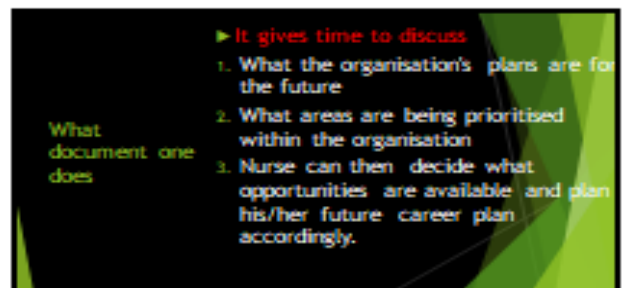 What
document one
does
► It gives time to discuss
1. What the organisation's plans are for
the future
2. What areas are being prioritised
within the organisation
3. Nurse can then decide what
opportunities are available and plan
his/her future career plan
accordingly.